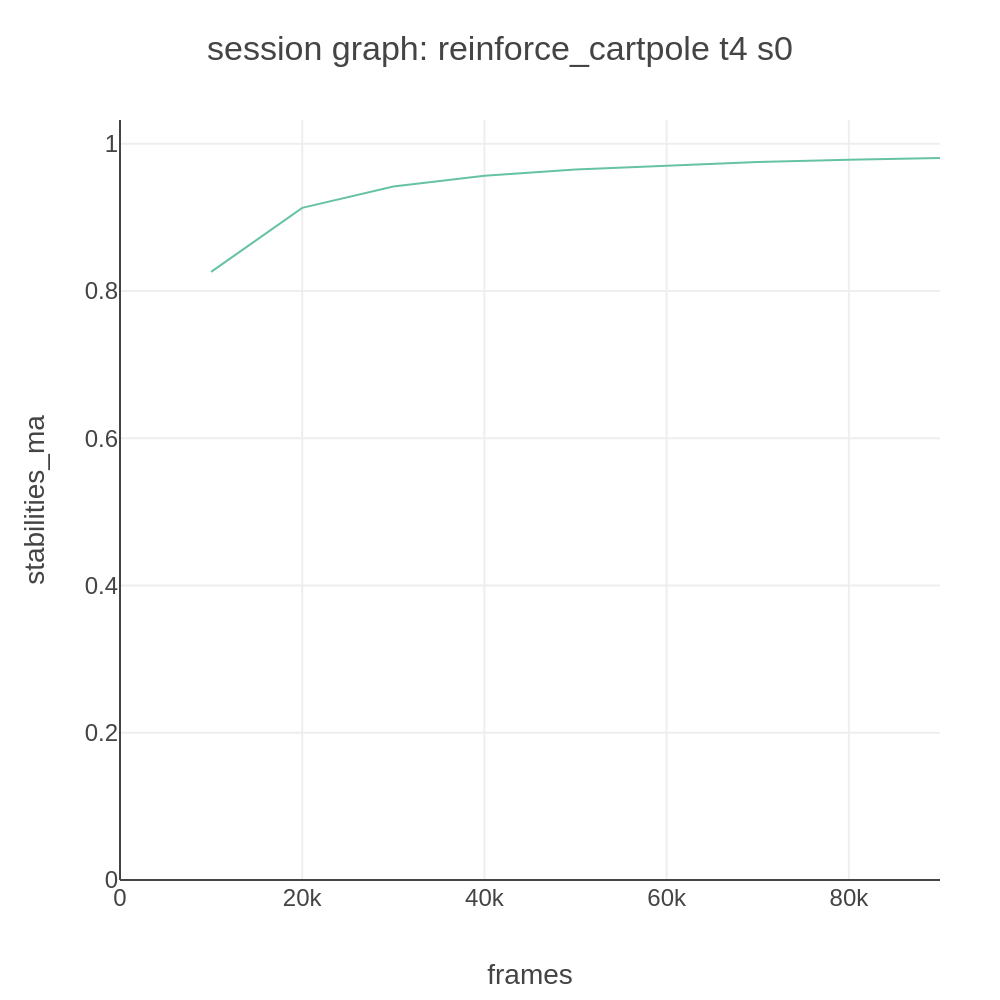 session graph: reinforce_cartpole t4 s0
1
0.8
0.6
0.4
0.2
0
stabilities_ma
0
20k
40k
60k
80k
frames